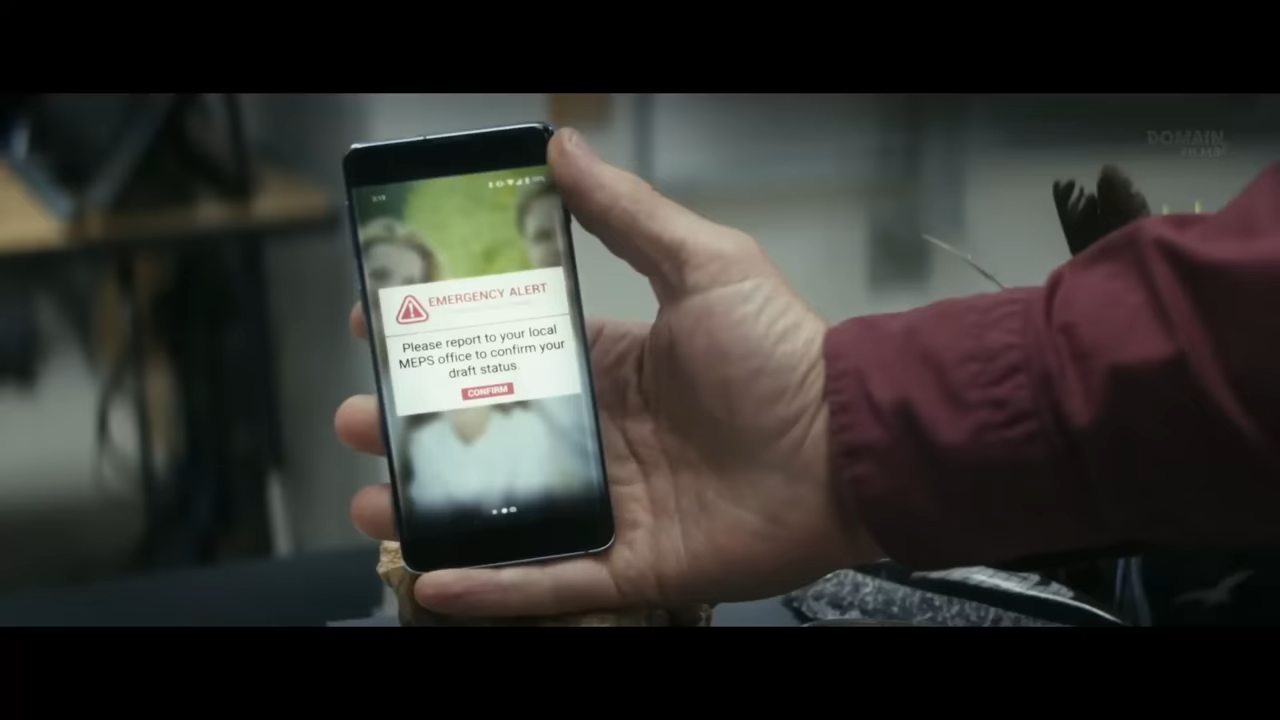 DOMAIN
EMERGENCY ALERT
Please report to your local
MEPS office to confirm your
draft status.
CONFIRM